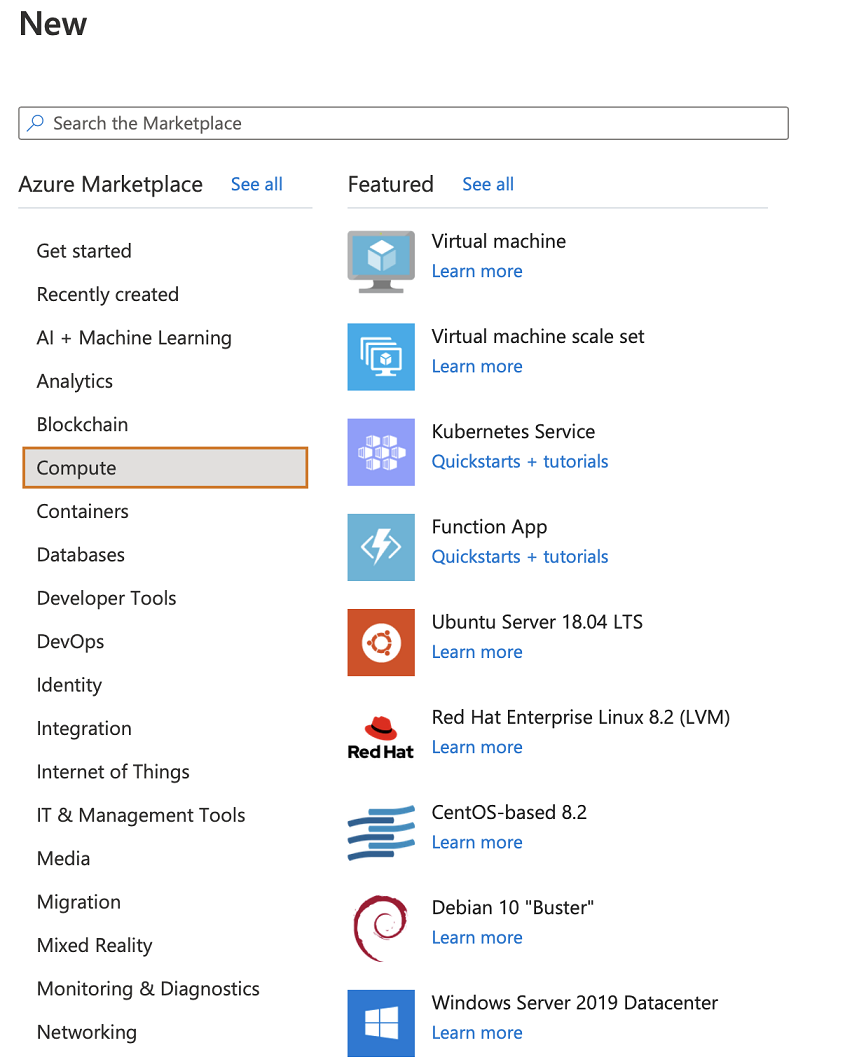 New
Search the Marketplace
Azure Marketplace See all
Get started
Recently created
AI + Machine Learning
Analytics
Blockchain
Compute
Containers
Databases
Developer Tools
DevOps
Identity
Integration
Internet of Things
IT & Management Tools
Media
Migration
Mixed Reality
Monitoring & Diagnostics
Networking
Featured See all
Virtual machine
Learn more
Virtual machine scale set
Learn more
Kubernetes Service
Quickstarts + tutorials
Function App
Quickstarts + tutorials
Ubuntu Server 18.04 LTS
Learn more
Red Hat
Red Hat Enterprise Linux 8.2 (LVM)
Learn more
CentOS-based 8.2
Learn more
Debian 10 "Buster"
Learn more
Windows Server 2019 Datacenter
Learn more